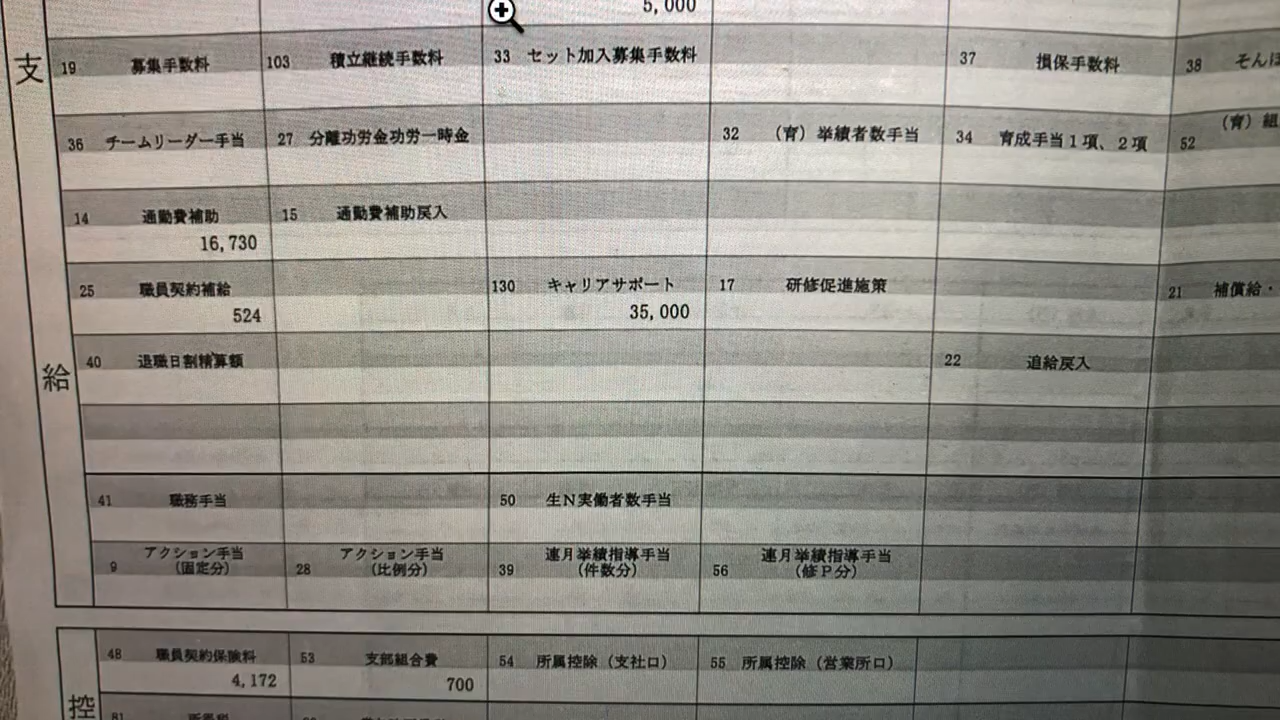 5,000
支
19 募集手数料 103 積立継続手数料 33 セット加入募集手数料 37 損保手数料 38 そんほ
36 チームリーダー手当 27 分離功労金功労一時金 32 (育)挙績者数手当 34 育成手当1項、2項 52 (育)組
14 通勤費補助 15 通勤費補助戻入
16,730
25 職員契約補給 130 キャリアサポート 17 研修促進施策 21 補償給・
524 35,000
給
40 退職日割精算額 22 追給戻入
41 職務手当 50 生N実働者数手当
9 アクション手当 28 アクション手当 39 連月挙績指導手当 56 連月挙績指導手当
(固定分) (比例分) (件数分) (修P分)
48 職員契約保険料 53 支部組合費 54 所属控除(支社口) 55 所属控除(営業所口)
4,172 700
控